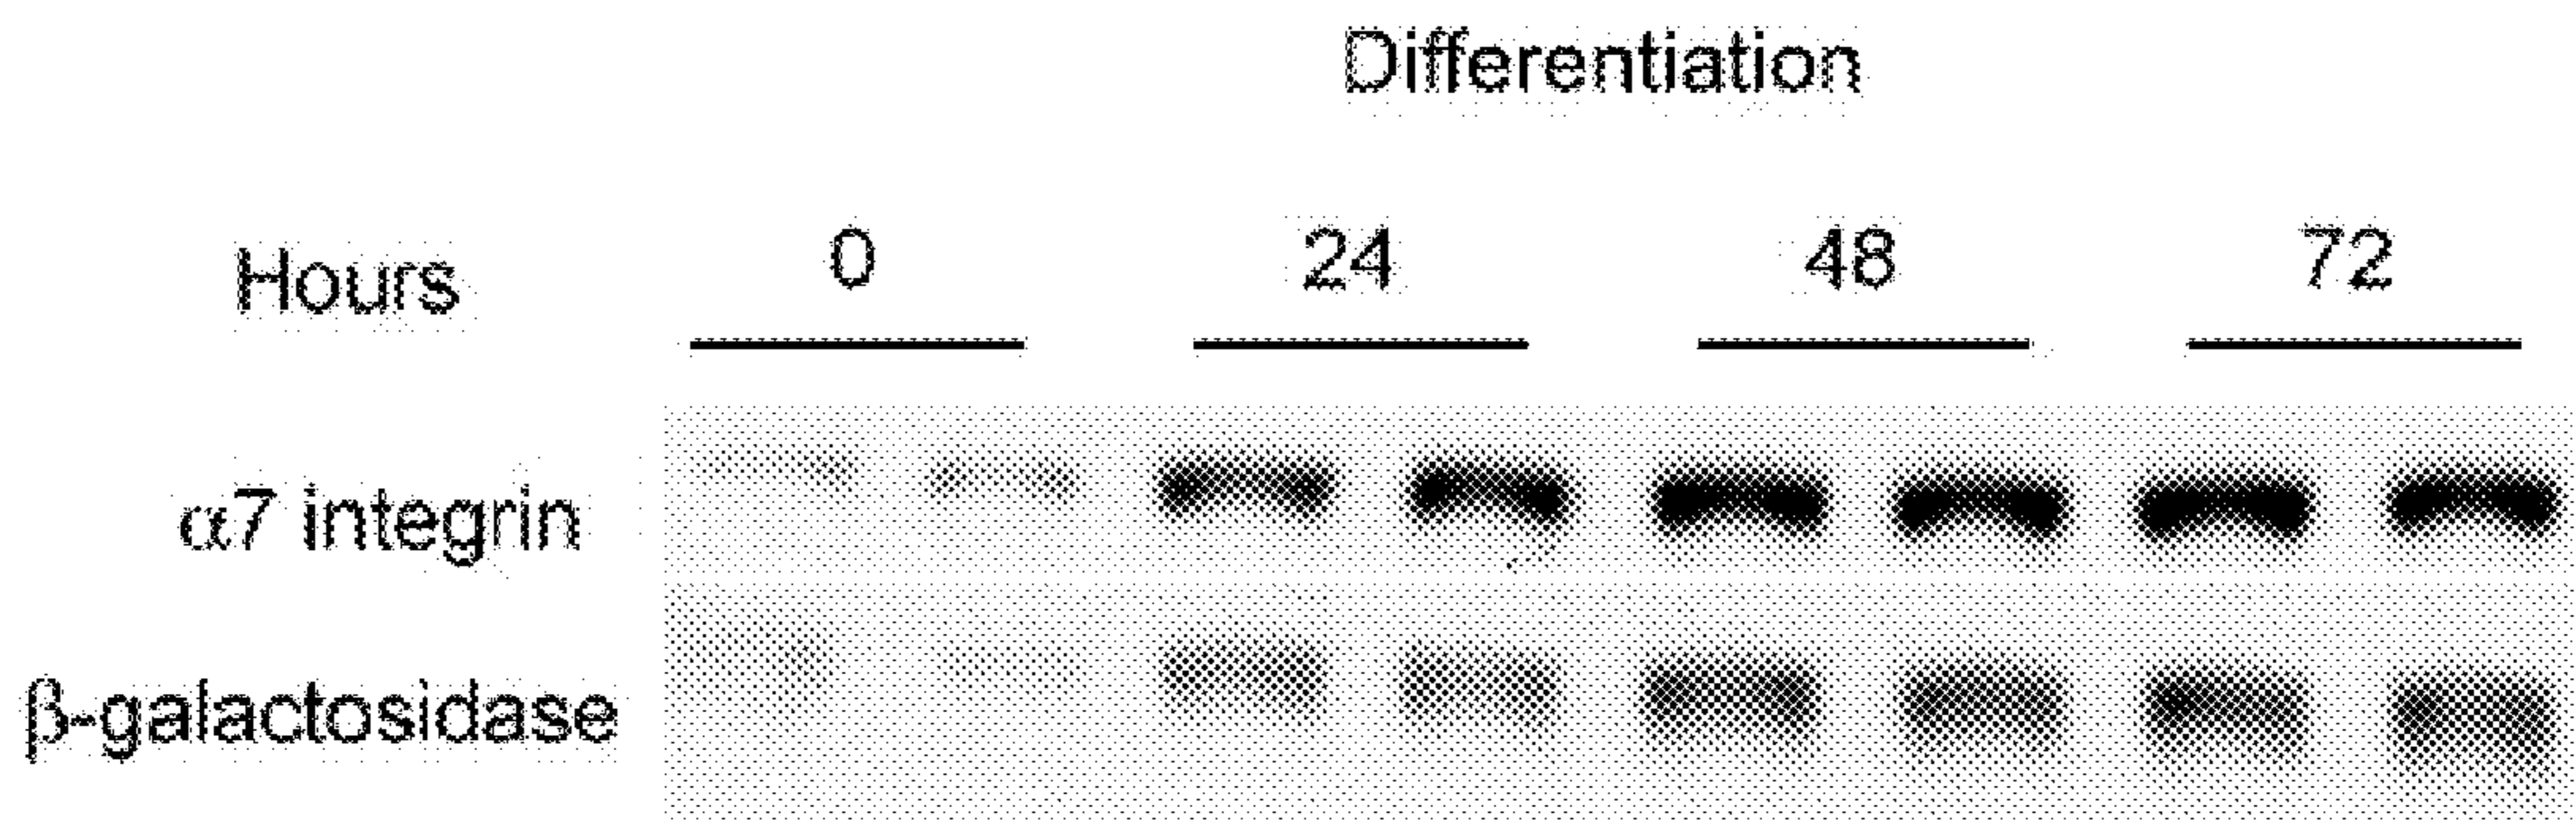 Differentiation
Hours 0 24 48 72
α7 integrin
β-galactosidase